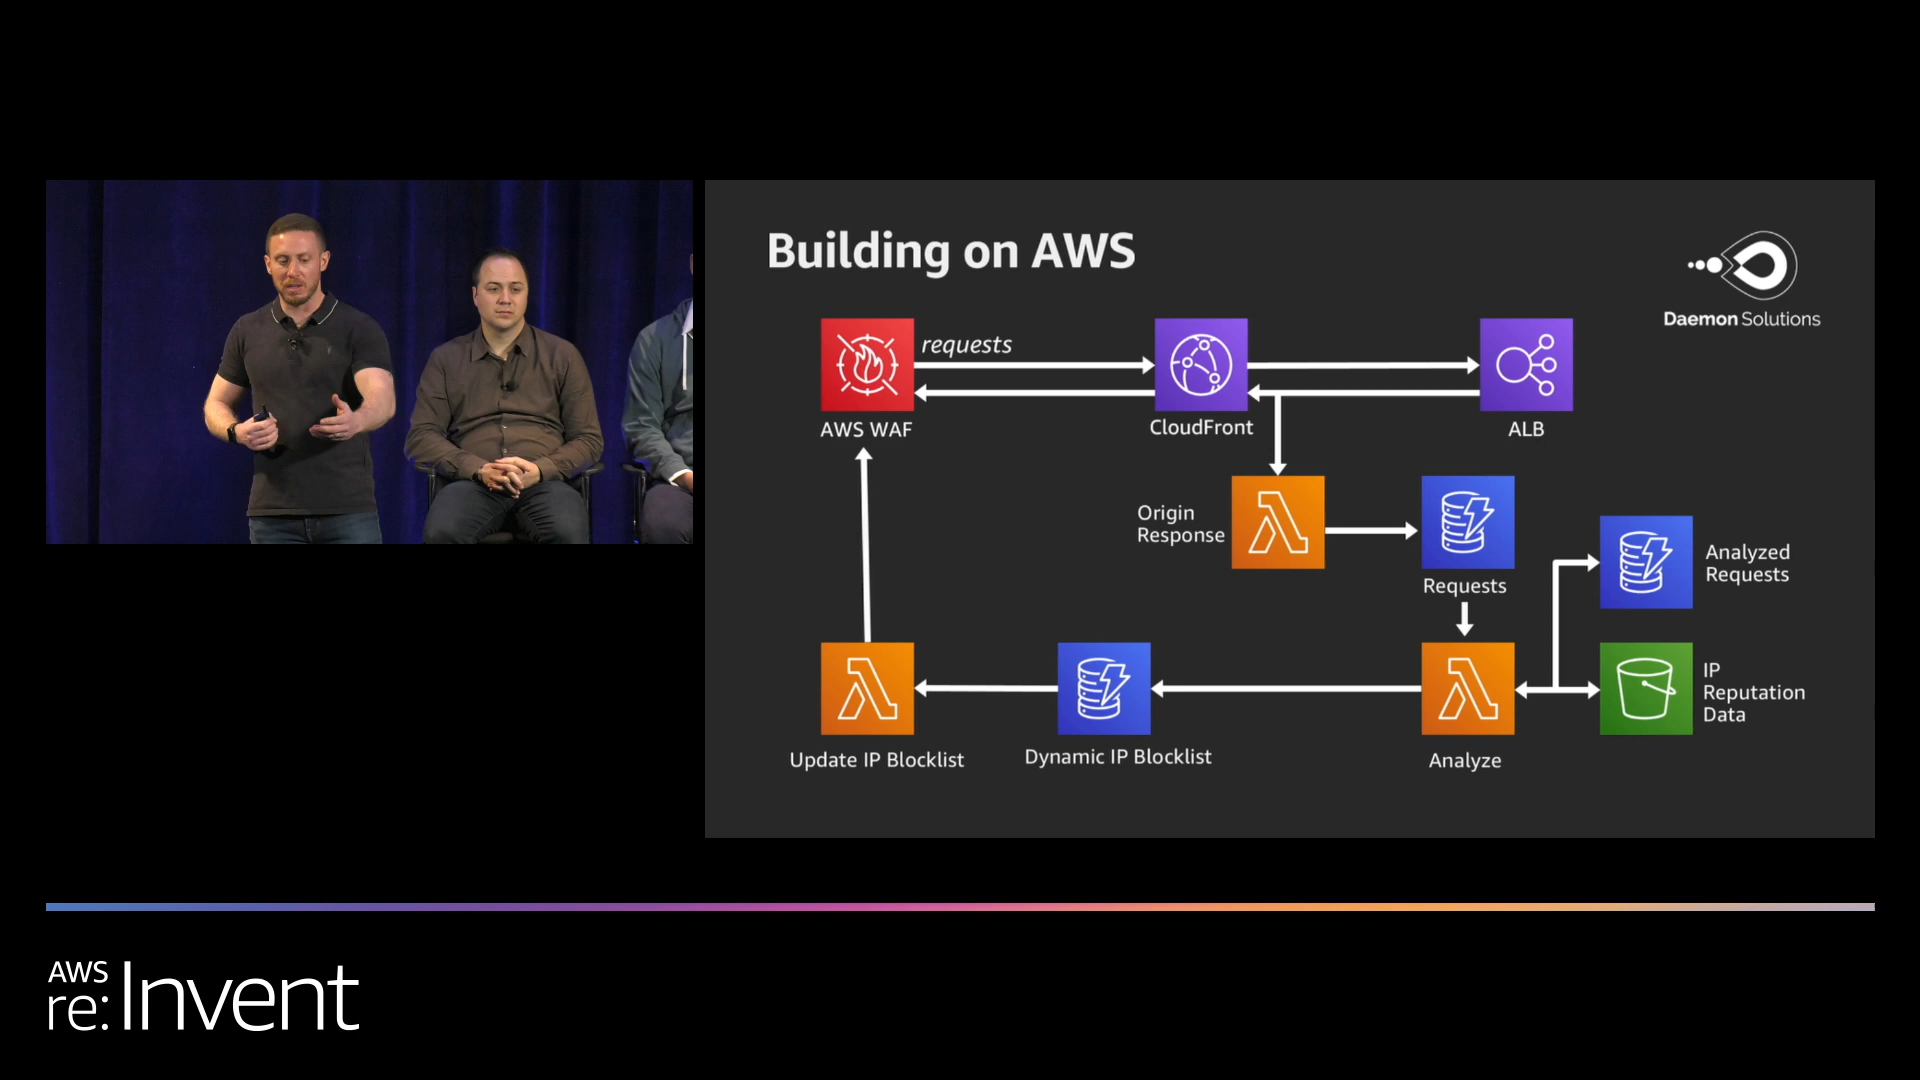 Building on AWS
Daemon Solutions
requests
AWS WAF
CloudFront
ALB
Origin
Response
Requests
Analyzed
Requests
IP
Reputation
Data
Update IP Blocklist
Dynamic IP Blocklist
Analyze
AWS
re:Invent